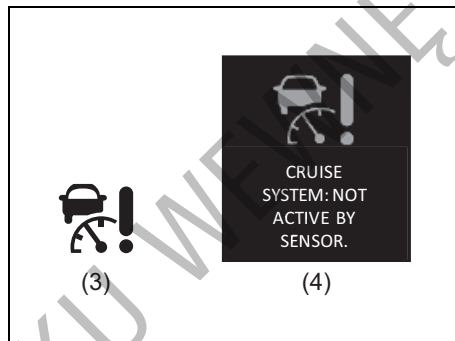 CRUISE
SYSTEM: NOT
ACTIVE BY
SENSOR.
(3)
(4)